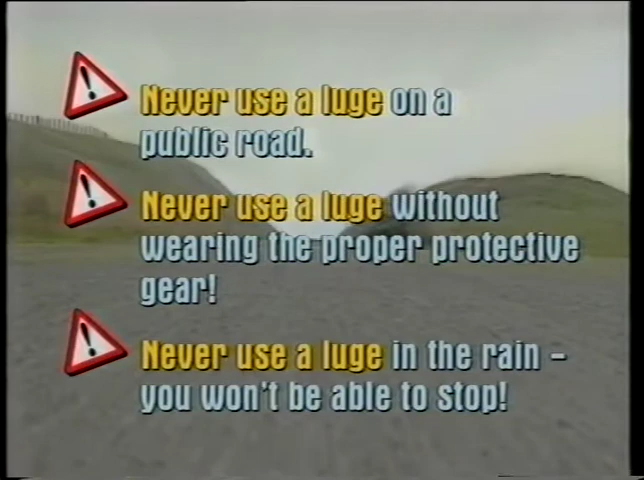 Never use a luge on a
public road.
Never use a luge without
wearing the proper protective
gear!
Never use a luge in the rain –
you won't be able to stop!